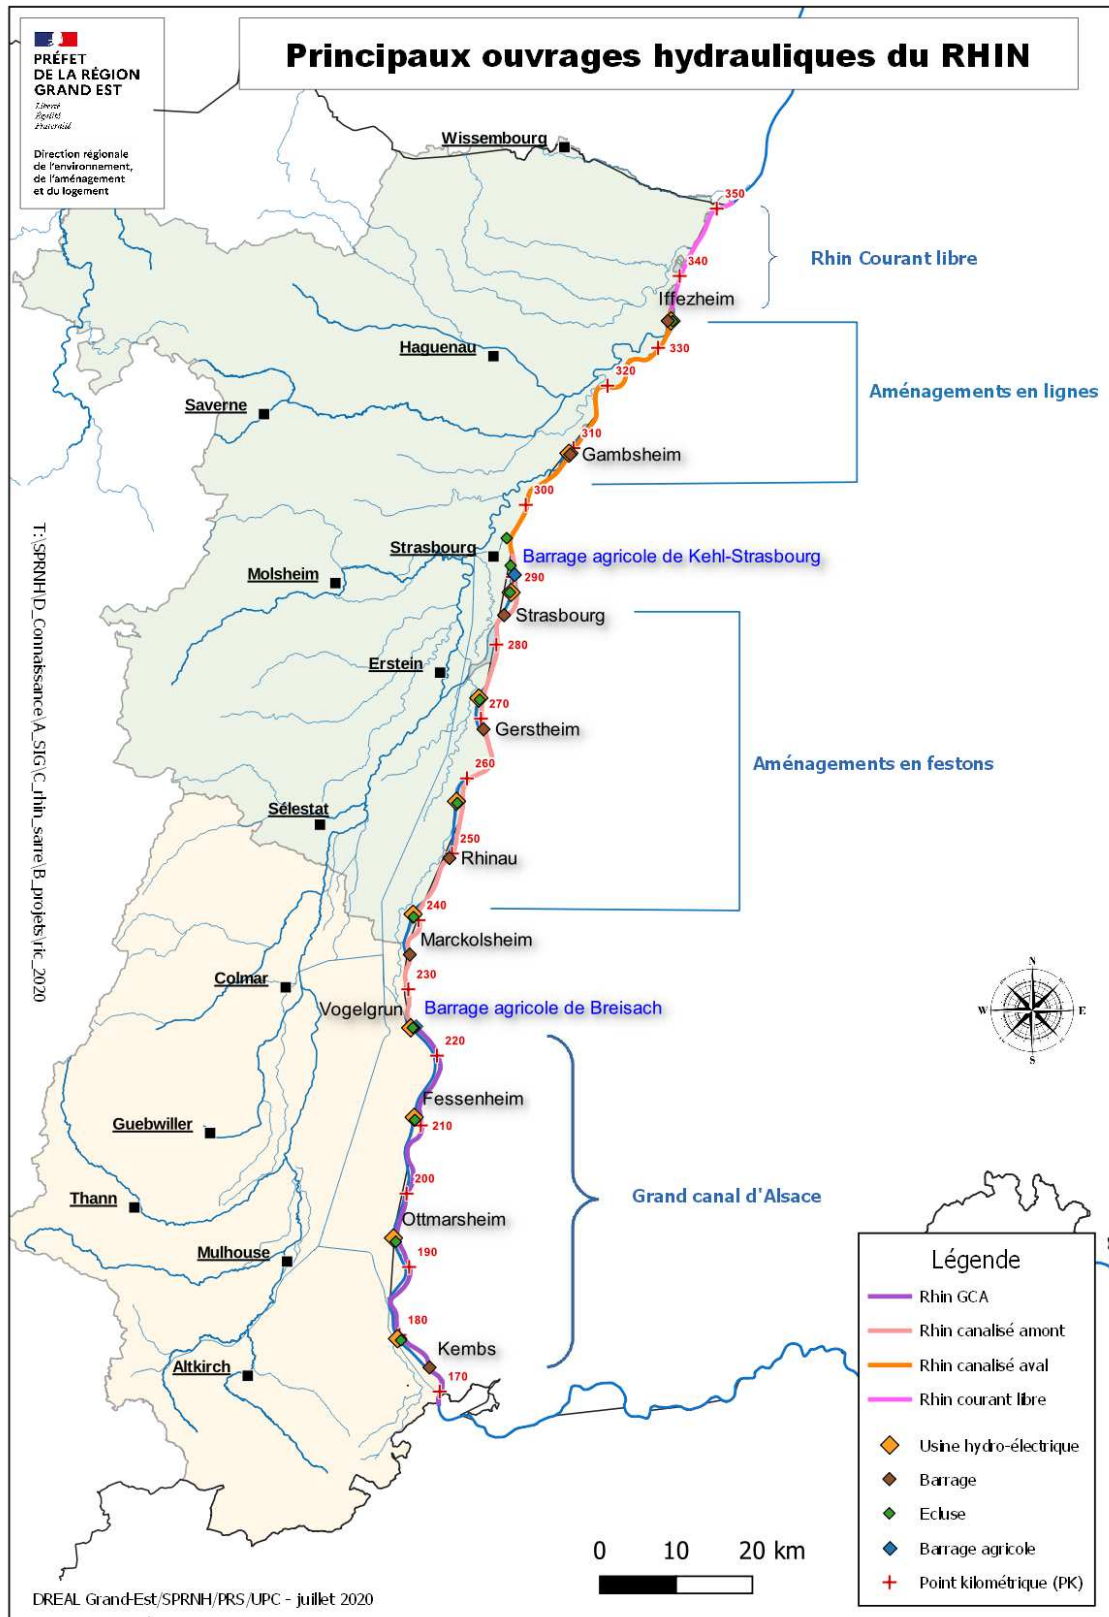 Principaux ouvrages hydrauliques du RHIN
PRÉFET
DE LA RÉGION
GRAND EST
Liberté
Égalité
Fraternité
Direction régionale
de l'environnement,
de l'aménagement
et du logement
Wissembourg
350
Rhin Courant libre
340
Iffezheim
330
Haguenau
320
Aménagements en lignes
Saverne
310
Gambsheim
300
Strasbourg
Barrage agricole de Kehl-Strasbourg
Molsheim
290
Strasbourg
280
Erstein
270
Gerstheim
260
Aménagements en festons
Sélestat
250
Rhinau
240
Marckolsheim
230
Colmar
Vogelgrun
Barrage agricole de Breisach
220
N
W
E
S
Fessenheim
Guebwiller
210
200
Thann
Grand canal d'Alsace
Ottmarsheim
Mulhouse
190
180
Kembs
Altkirch
170
T:\SPRNH\D_Connaissance\A_SIG\C_rhin_sarre\B_projets\ric_2020
Légende
Rhin GCA
Rhin canalisé amont
Rhin canalisé aval
Rhin courant libre
Usine hydro-électrique
Barrage
Ecluse
Barrage agricole
Point kilométrique (PK)
0 10 20 km
DREAL Grand-Est/SPRNH/PRS/UPC - juillet 2020